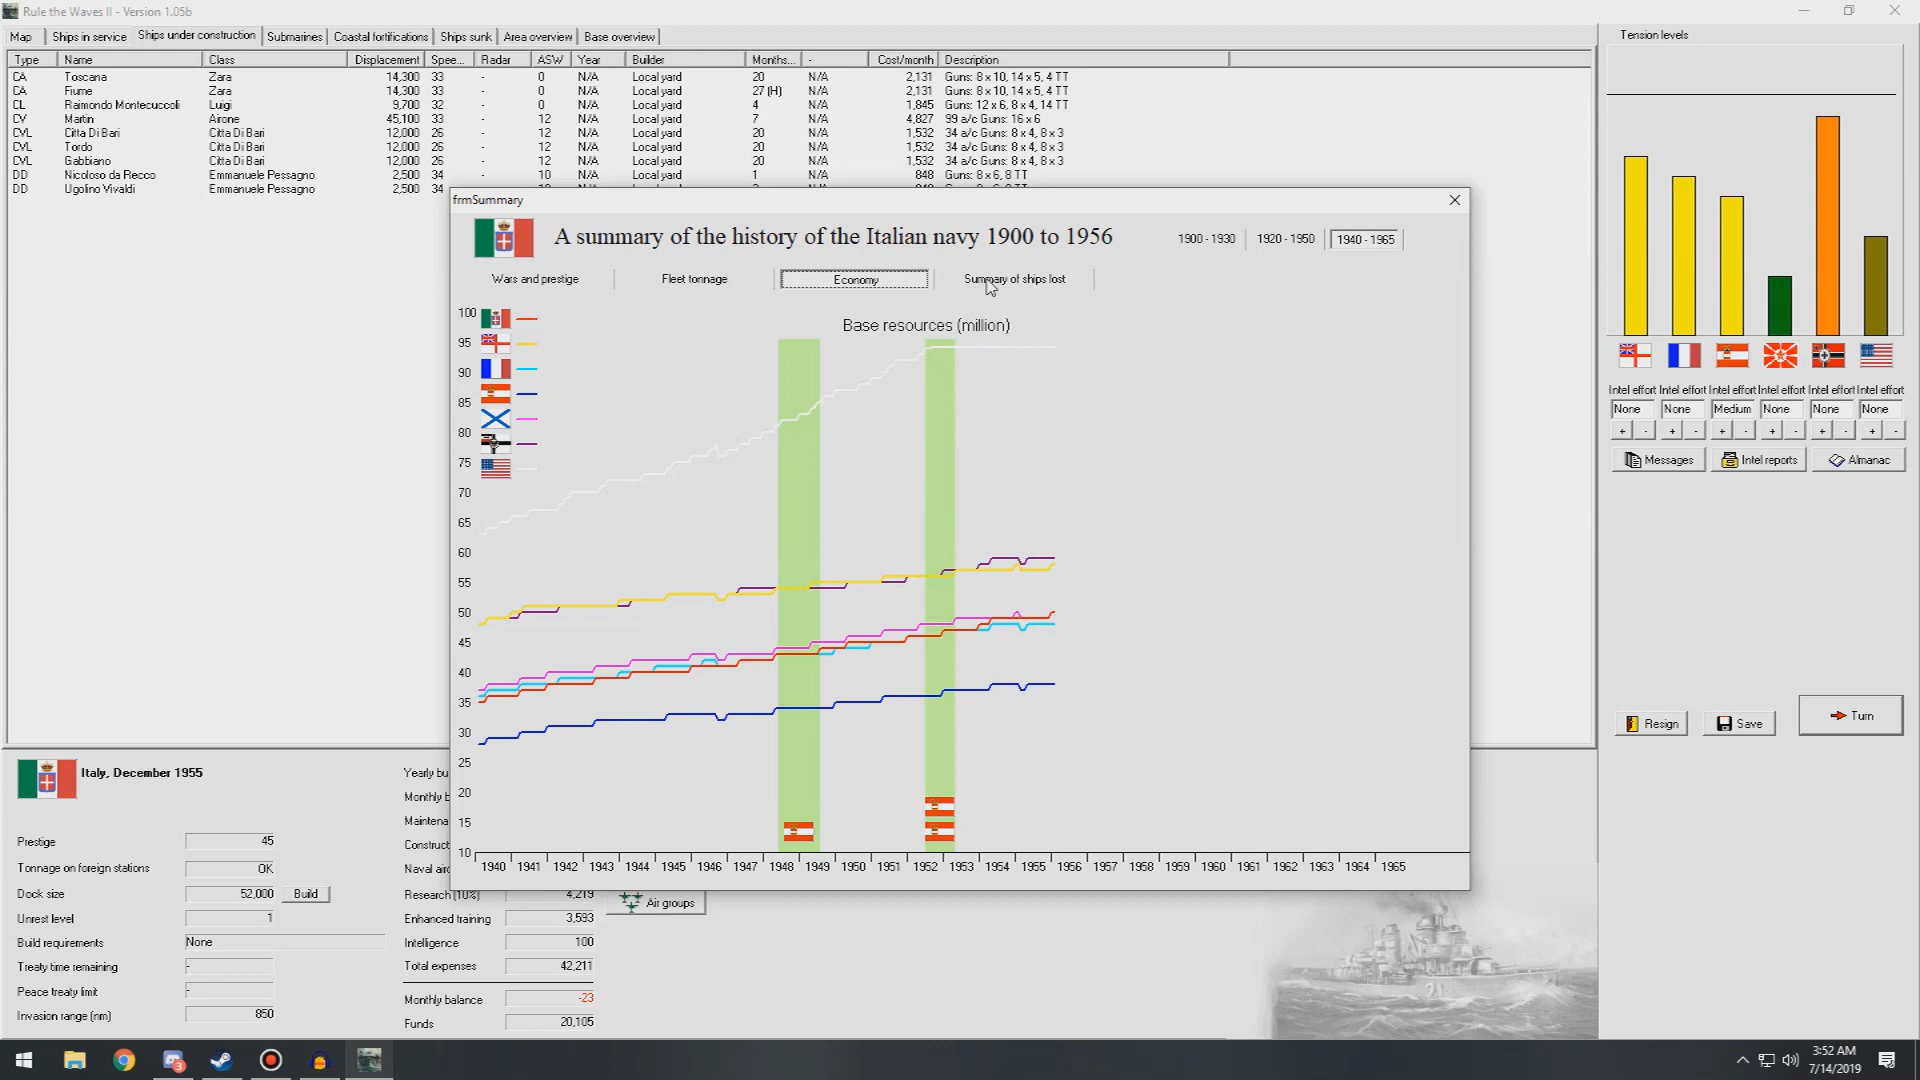 Rule the Waves II - Version 1.05b
Map Ships in service Ships under construction Submarines Coastal fortifications Ships sunk Area overview Base overview
Type Name Class Displacement Spee... Radar ASW Year Builder Months... - Cost/month Description
CA Toscana Zara 14,300 33 - 0 N/A Local yard 20 N/A 2,131 Guns: 8 x 10, 14 x 5, 4 TT
CA Fiume Zara 14,300 33 - 0 N/A Local yard 27 (H) N/A 2,131 Guns: 8 x 10, 14 x 5, 4 TT
CL Raimondo Montecuccoli Luigi 9,700 32 - 0 N/A Local yard 4 N/A 1,845 Guns: 12 x 6, 8 x 4, 14 TT
CV Martin Airone 45,100 33 - 12 N/A Local yard 7 N/A 4,827 99 a/c Guns: 16 x 6
CVL Citta Di Bari Citta Di Bari 12,000 26 - 12 N/A Local yard 20 N/A 1,532 34 a/c Guns: 8 x 4, 8 x 3
CVL Tordo Citta Di Bari 12,000 26 - 12 N/A Local yard 20 N/A 1,532 34 a/c Guns: 8 x 4, 8 x 3
CVL Gabbiano Citta Di Bari 12,000 26 - 12 N/A Local yard 20 N/A 1,532 34 a/c Guns: 8 x 4, 8 x 3
DD Nicoloso da Recco Emmanuele Pessagno 2,500 34 - 10 N/A Local yard 1 N/A 848 Guns: 8 x 6, 8 TT
DD Ugolino Vivaldi Emmanuele Pessagno 2,500 34
frmSummary
A summary of the history of the Italian navy 1900 to 1956
1900 - 1930 1920 - 1950 1940 - 1965
Wars and prestige Fleet tonnage Economy Summary of ships lost
Base resources (million)
100
95
90
85
80
75
70
65
60
55
50
45
40
35
30
25
20
15
10
1940 1941 1942 1943 1944 1945 1946 1947 1948 1949 1950 1951 1952 1953 1954 1955 1956 1957 1958 1959 1960 1961 1962 1963 1964 1965
Tension levels
Intel effort Intel effort Intel effort Intel effort Intel effort Intel effort
None None Medium None None None
+ - + - + - + - + - + -
Messages Intel reports Almanac
Resign Save Turn
Italy, December 1955
Prestige 45
Tonnage on foreign stations OK
Dock size 52,000 Build
Unrest level 1
Build requirements None
Treaty time remaining -
Peace treaty limit -
Invasion range (nm) 850
Yearly bu
Monthly b
Maintena
Construct
Naval airc
Research (10%) 4,219
Enhanced training 3,593
Intelligence 100
Total expenses 42,211
Monthly balance -23
Funds 20,105
Air groups
3:52 AM
7/14/2019